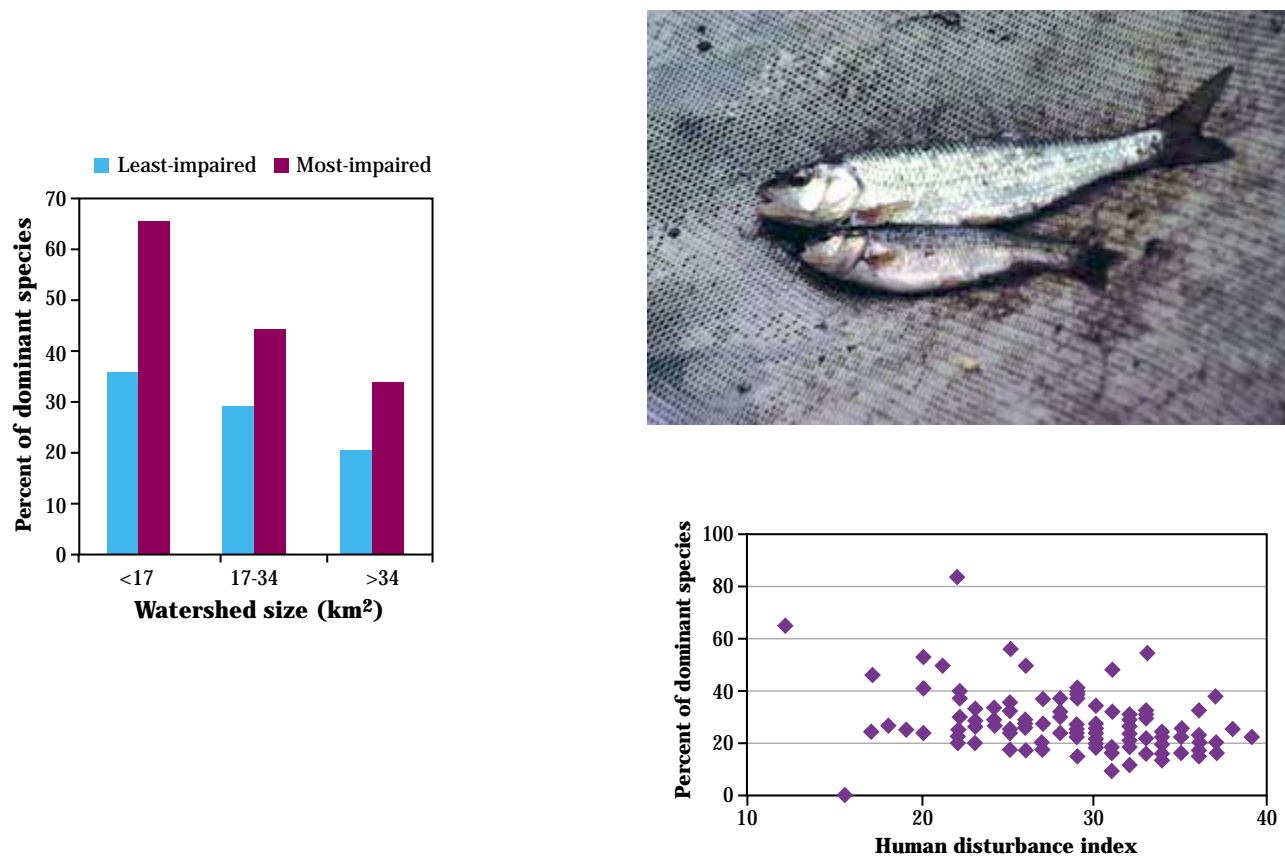 Least-impaired Most-impaired
Percent of dominant species
70
60
50
40
30
20
10
0
<17 17-34 >34
Watershed size (km²)
Percent of dominant species
100
80
60
40
20
0
10 20 30 40
Human disturbance index